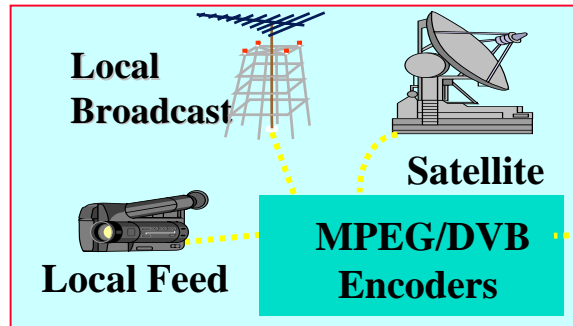 Local
Broadcast
Satellite
Local Feed
MPEG/DVB
Encoders